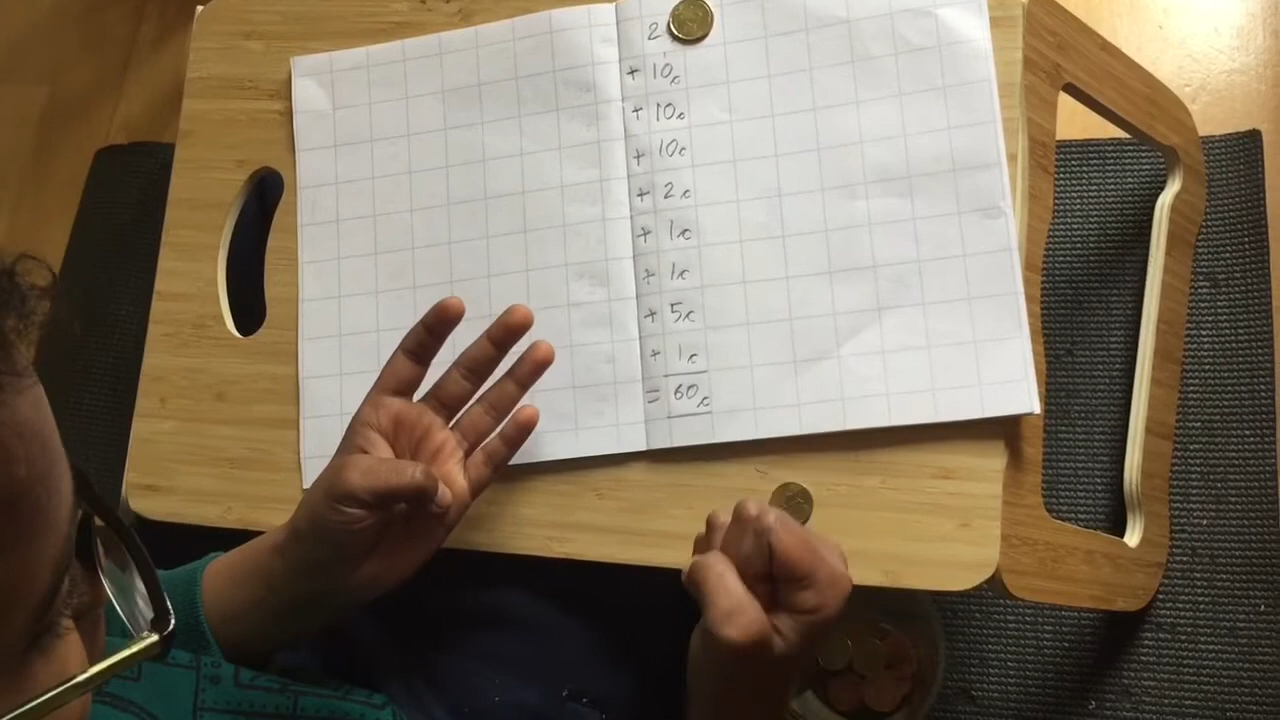 2
+ 10c
+ 10c
+ 10c
+ 2c
+ 1c
+ 1c
+ 5c
+ 1c
= 60c